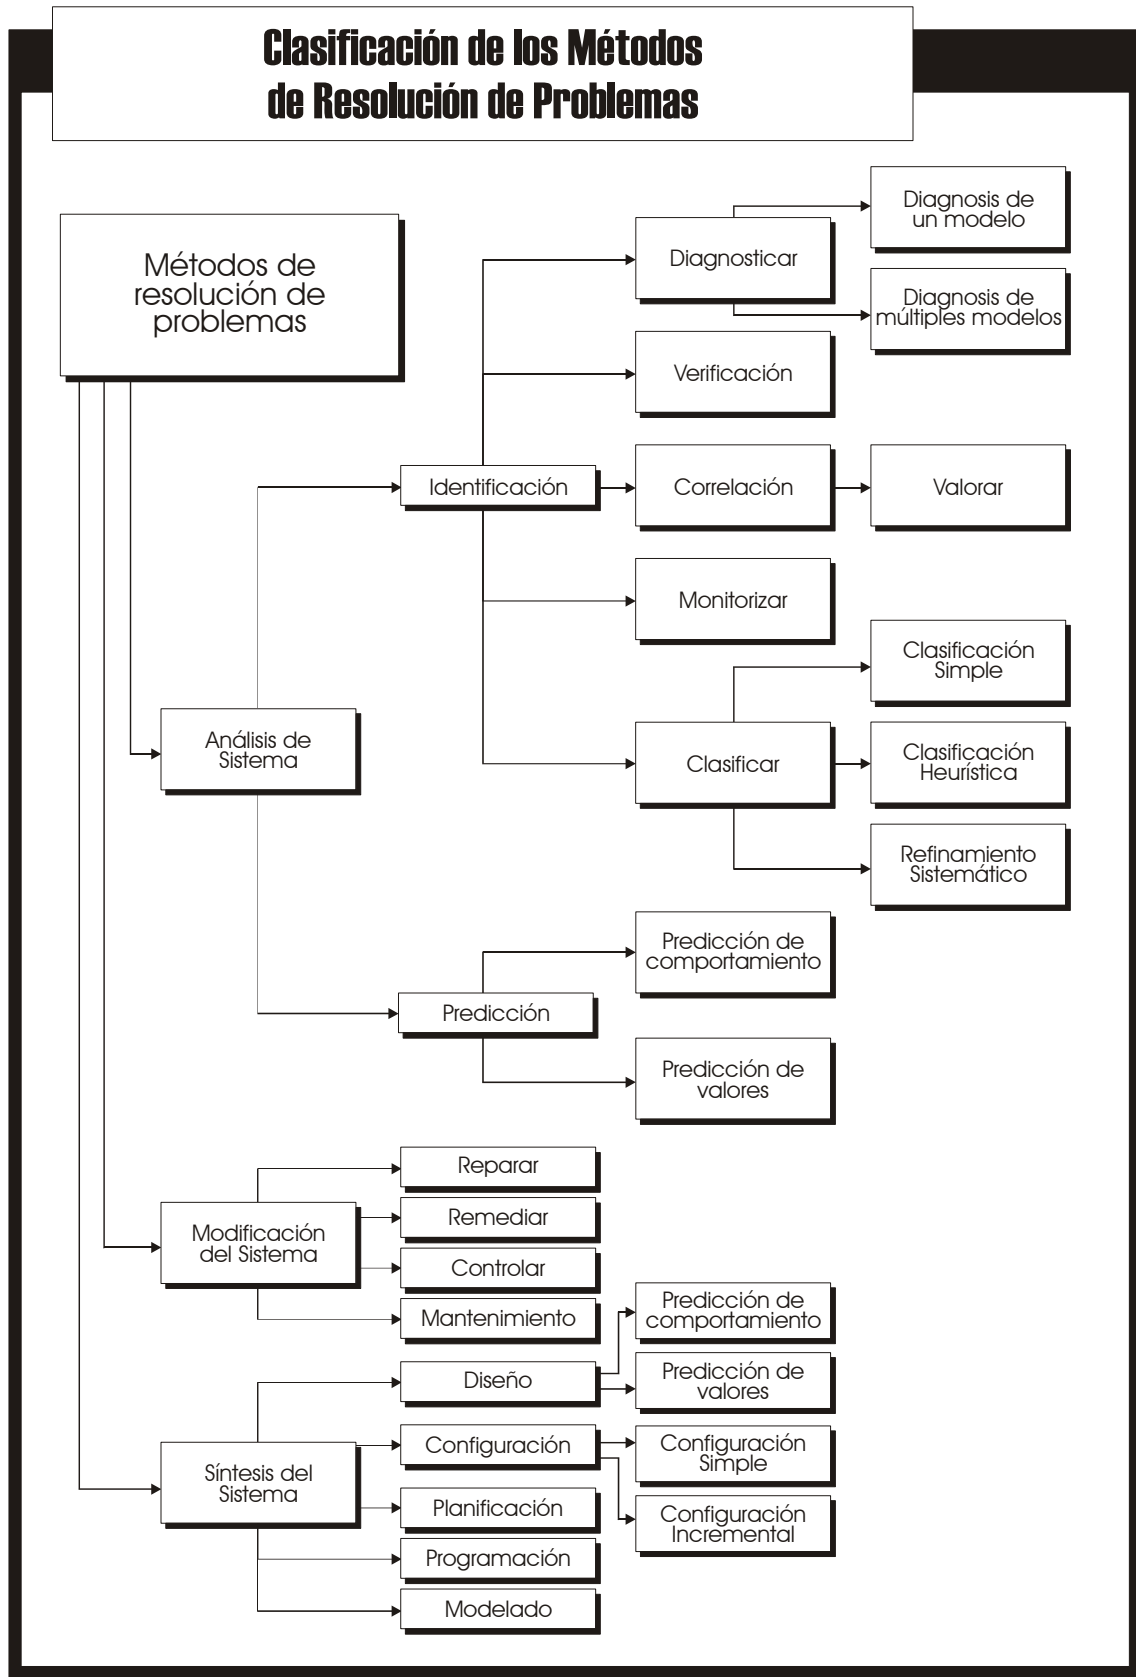 Clasificación de los Métodos
de Resolución de Problemas
Métodos de
resolución de
problemas
Análisis de
Sistema
Identificación
Diagnosticar
Diagnosis de
un modelo
Diagnosis de
múltiples modelos
Verificación
Correlación
Valorar
Monitorizar
Clasificar
Clasificación
Simple
Clasificación
Heurística
Refinamiento
Sistemático
Predicción
Predicción de
comportamiento
Predicción de
valores
Modificación
del Sistema
Reparar
Remediar
Controlar
Mantenimiento
Síntesis del
Sistema
Diseño
Predicción de
comportamiento
Predicción de
valores
Configuración
Configuración
Simple
Configuración
Incremental
Planificación
Programación
Modelado